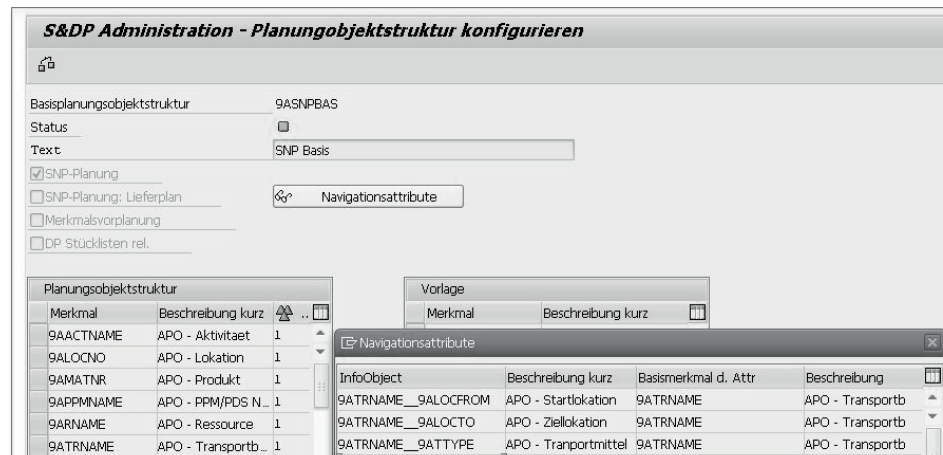 S&DP Administration - Planungobjektstruktur konfigurieren
Basisplanungsobjektstruktur 9ASNPBAS
Status
Text SNP Basis
SNP-Planung
SNP-Planung: Lieferplan Navigationsattribute
Merkmalsvorplanung
DP Stücklisten rel.
Planungsobjektstruktur
Merkmal Beschreibung kurz ..
9AACTNAME APO - Aktivitaet 1
9ALOCNO APO - Lokation 1
9AMATNR APO - Produkt 1
9APPMNAME APO - PPM/PDS N... 1
9ARNAME APO - Ressource 1
9ATRNAME APO - Transportb... 1
Vorlage
Merkmal Beschreibung kurz
Navigationsattribute
InfoObject Beschreibung kurz Basismerkmal d. Attr Beschreibung
9ATRNAME__9ALOCFROM APO - Startlokation 9ATRNAME APO - Transportb
9ATRNAME__9ALOCTO APO - Ziellokation 9ATRNAME APO - Transportb
9ATRNAME__9ATTYPE APO - Tranportmittel 9ATRNAME APO - Transportb